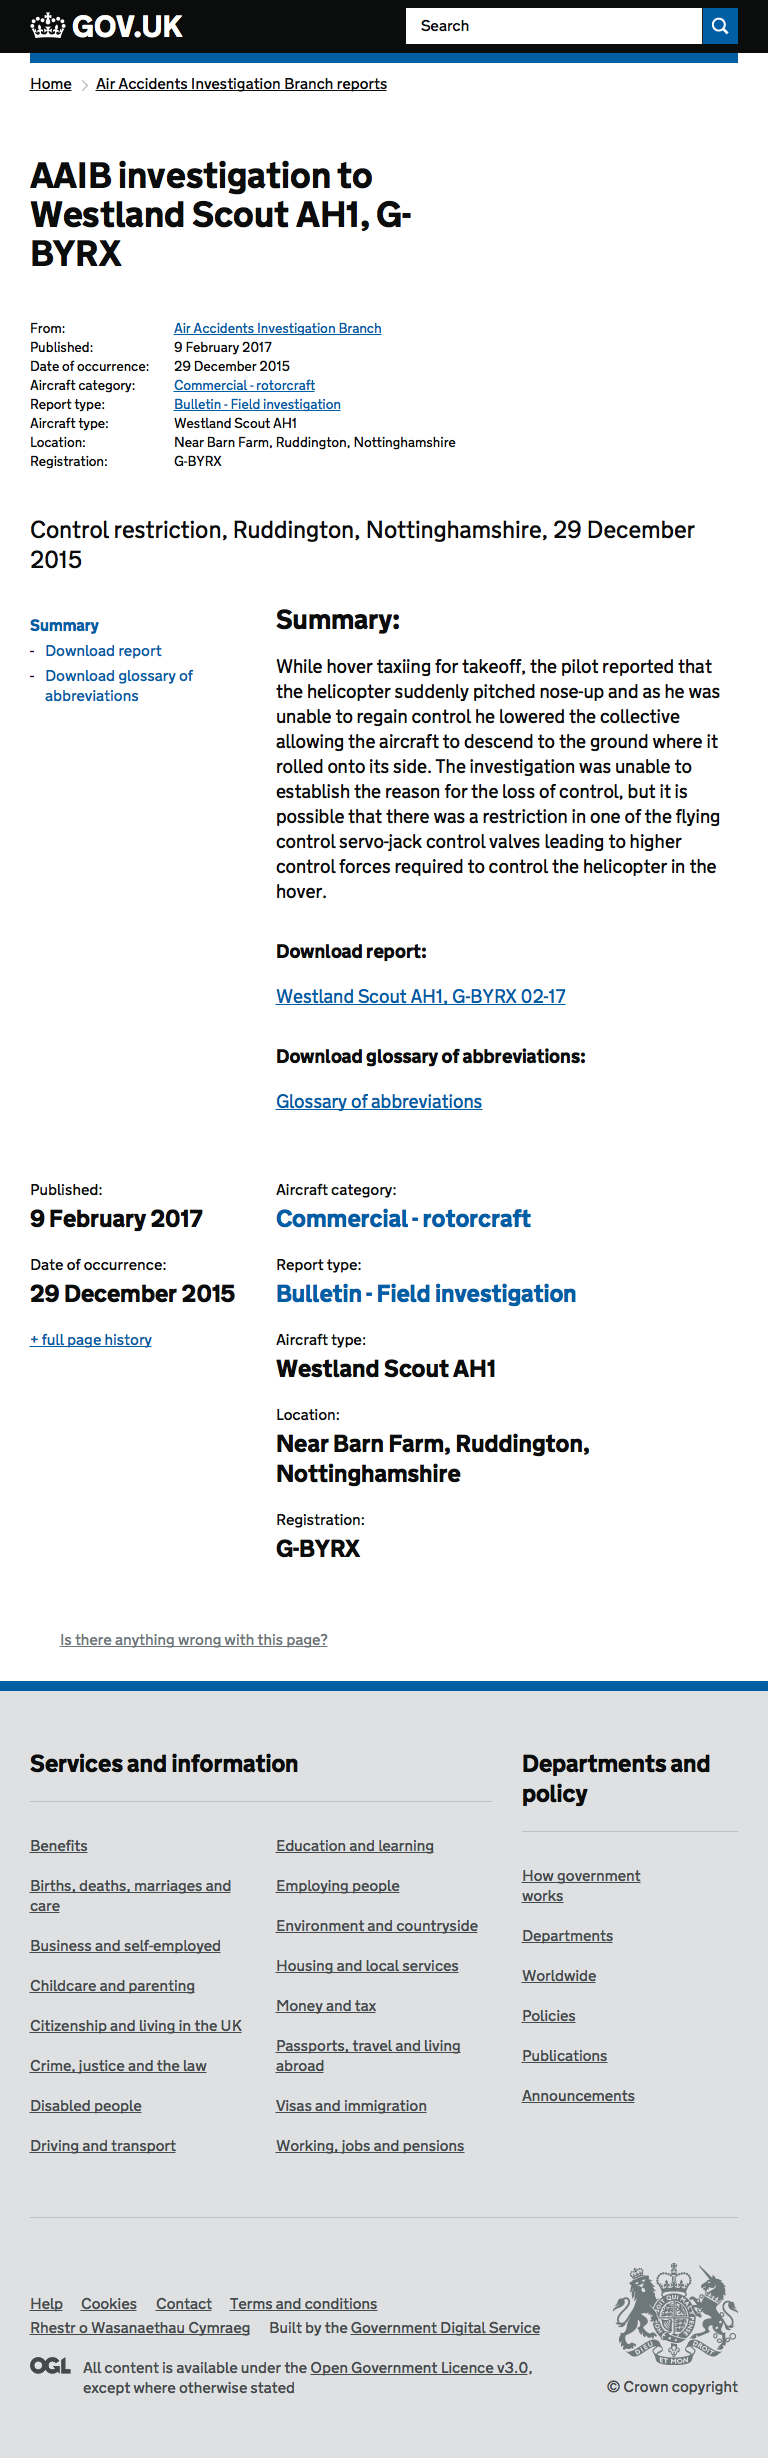 GOV.UK
Search
Home
Air Accidents Investigation Branch reports
AAIB investigation to
Westland Scout AH1, G-
BYRX
From: Air Accidents Investigation Branch
Published: 9 February 2017
Date of occurrence: 29 December 2015
Aircraft category: Commercial - rotorcraft
Report type: Bulletin - Field investigation
Aircraft type: Westland Scout AH1
Location: Near Barn Farm, Ruddington, Nottinghamshire
Registration: G-BYRX
Control restriction, Ruddington, Nottinghamshire, 29 December
2015
Summary
- Download report
- Download glossary of
abbreviations
Summary:
While hover taxiing for takeoff, the pilot reported that
the helicopter suddenly pitched nose-up and as he was
unable to regain control he lowered the collective
allowing the aircraft to descend to the ground where it
rolled onto its side. The investigation was unable to
establish the reason for the loss of control, but it is
possible that there was a restriction in one of the flying
control servo-jack control valves leading to higher
control forces required to control the helicopter in the
hover.
Download report:
Westland Scout AH1, G-BYRX 02-17
Download glossary of abbreviations:
Glossary of abbreviations
Published:
9 February 2017
Date of occurrence:
29 December 2015
+ full page history
Aircraft category:
Commercial - rotorcraft
Report type:
Bulletin - Field investigation
Aircraft type:
Westland Scout AH1
Location:
Near Barn Farm, Ruddington,
Nottinghamshire
Registration:
G-BYRX
Is there anything wrong with this page?
Services and information
Benefits
Births, deaths, marriages and
care
Business and self-employed
Childcare and parenting
Citizenship and living in the UK
Crime, justice and the law
Disabled people
Driving and transport
Education and learning
Employing people
Environment and countryside
Housing and local services
Money and tax
Passports, travel and living
abroad
Visas and immigration
Working, jobs and pensions
Departments and
policy
How government
works
Departments
Worldwide
Policies
Publications
Announcements
Help Cookies Contact Terms and conditions
Rhestr o Wasanaethau Cymraeg Built by the Government Digital Service
OGL All content is available under the Open Government Licence v3.0,
except where otherwise stated
DIEU ET MON DROIT
© Crown copyright